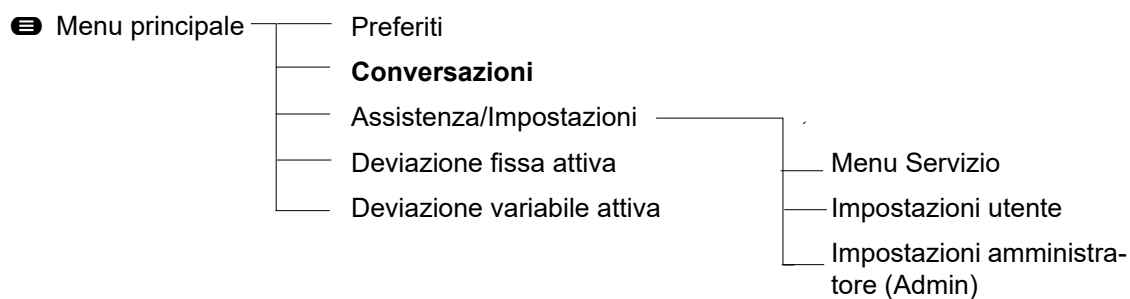 Menu principale
Preferiti
Conversazioni
Assistenza/Impostazioni
Deviazione fissa attiva
Deviazione variabile attiva
Menu Servizio
Impostazioni utente
Impostazioni amministra-
tore (Admin)